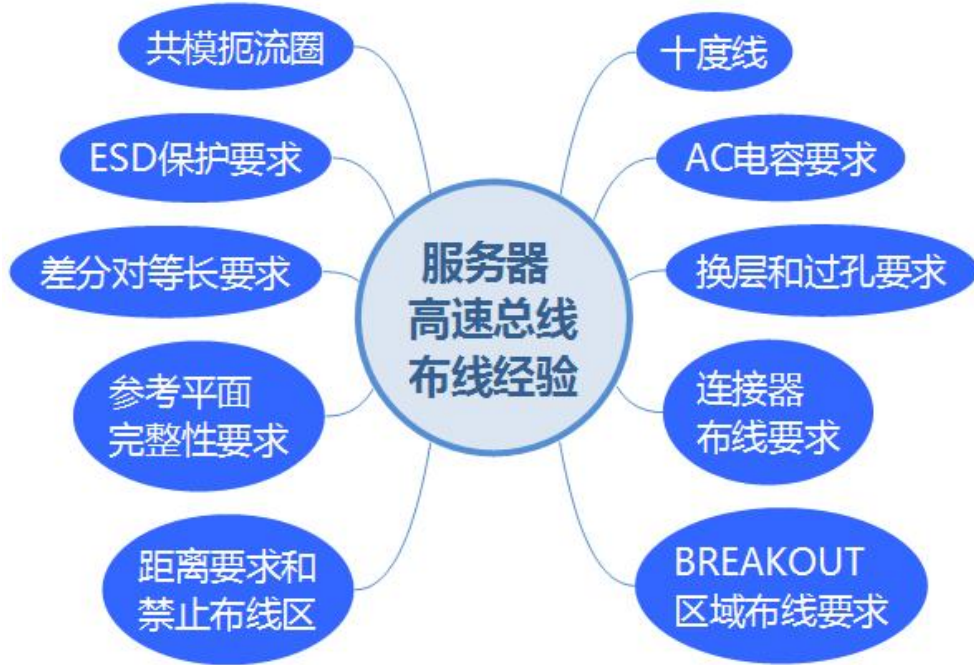 共模扼流圈
十度线
ESD保护要求
AC电容要求
差分对等长要求
换层和过孔要求
服务器
高速总线
布线经验
参考平面
完整性要求
连接器
布线要求
距离要求和
禁止布线区
BREAKOUT
区域布线要求